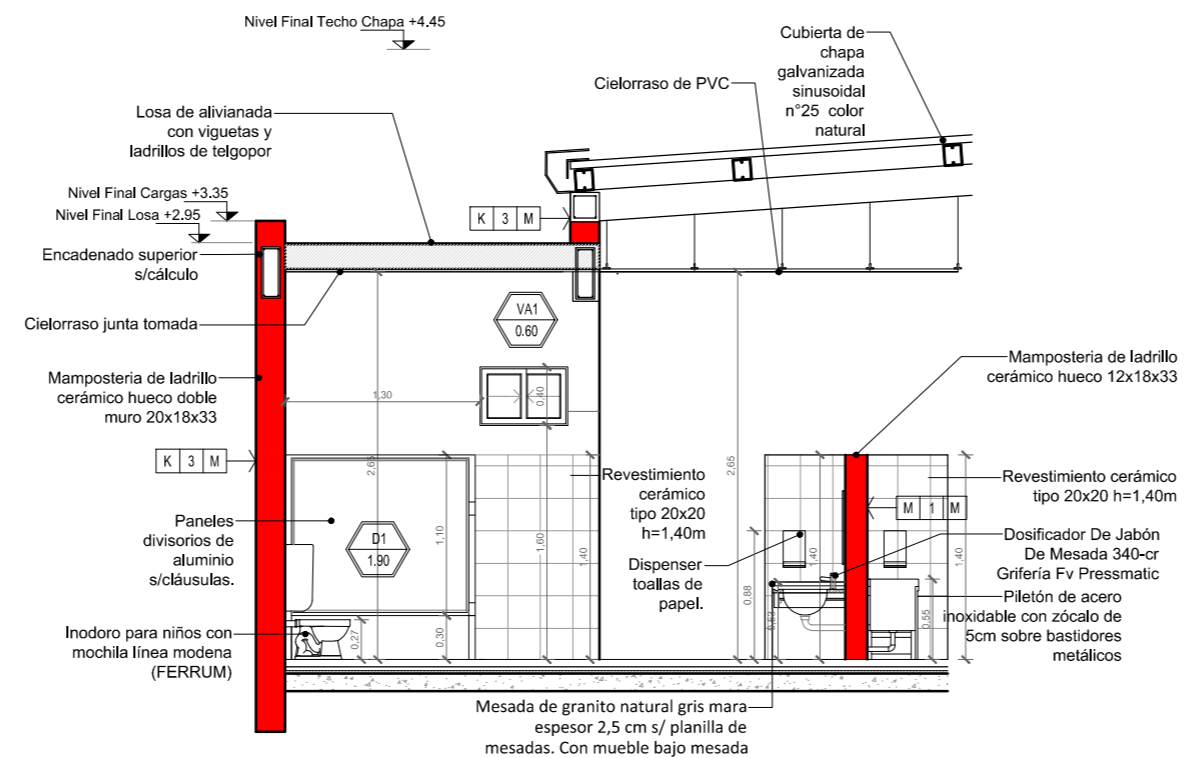 Nivel Final Techo Chapa +4.45
Cubierta de
chapa
galvanizada
sinusoidal
n°25 color
natural
Cielorraso de PVC
Losa de alivianada
con viguetas y
ladrillos de telgopor
Nivel Final Cargas +3.35
Nivel Final Losa +2.95
K 3 M
Encadenado superior
s/cálculo
VA1
0.60
Cielorraso junta tomada
Mamposteria de ladrillo
cerámico hueco 12x18x33
Mamposteria de ladrillo
cerámico hueco doble
muro 20x18x33
1,30
0,40
K 3 M
2,65
2,65
Revestimiento
cerámico
tipo 20x20
h=1,40m
Revestimiento cerámico
tipo 20x20 h=1,40m
M 1 M
Paneles
divisorios de
aluminio
s/cláusulas.
D1
1.90
1,10
1,60
1,40
Dispenser
toallas de
papel.
0,88
1,40
1,40
Dosificador De Jabón
De Mesada 340-cr
Grifería Fv Pressmatic
Piletón de acero
inoxidable con zócalo de
5cm sobre bastidores
metálicos
0,55
Inodoro para niños con
mochila línea modena
(FERRUM)
0,27
0,30
Mesada de granito natural gris mara
espesor 2,5 cm s/ planilla de
mesadas. Con mueble bajo mesada